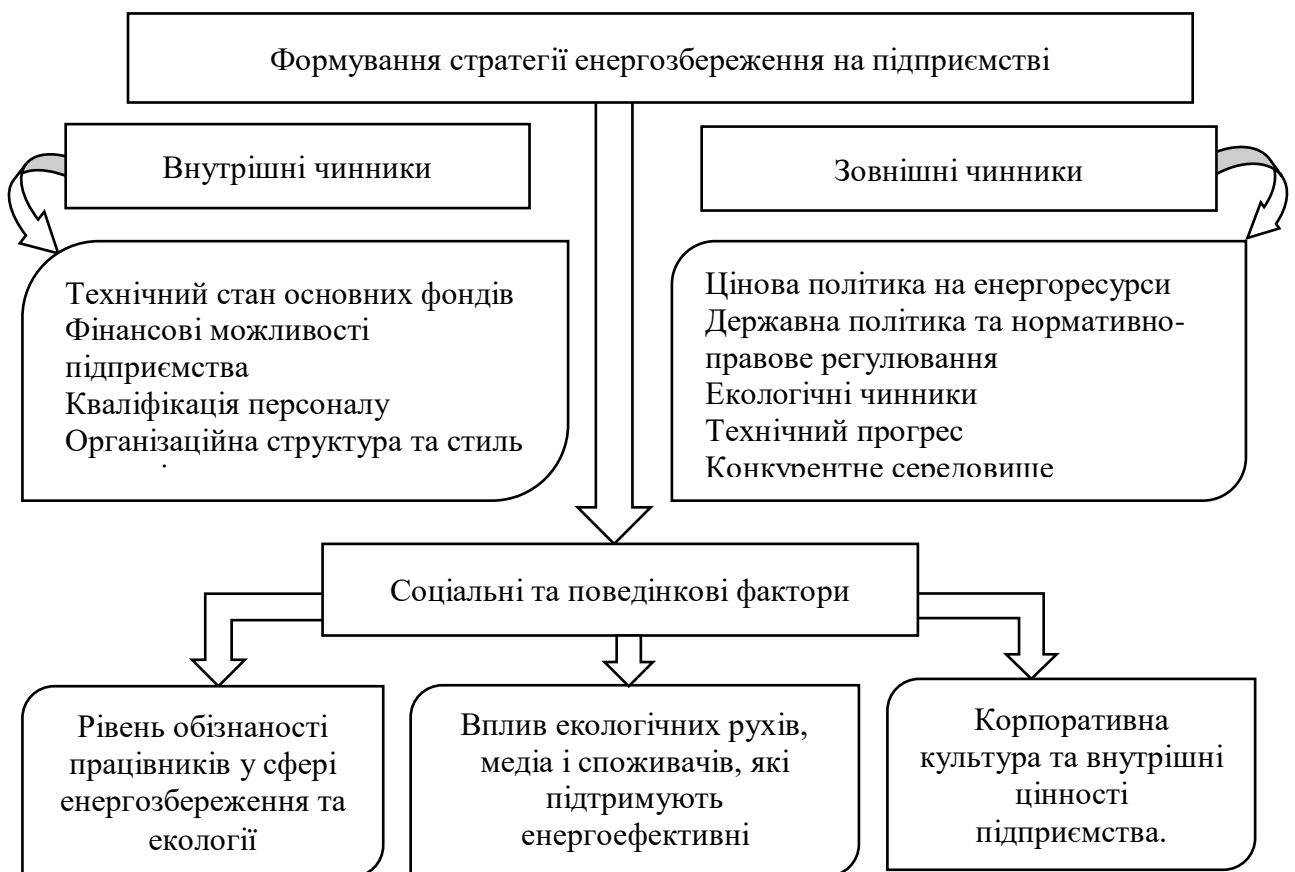 Формування стратегії енергозбереження на підприємстві
Внутрішні чинники
Зовнішні чинники
Технічний стан основних фондів
Фінансові можливості
підприємства
Кваліфікація персоналу
Організаційна структура та стиль
Цінова політика на енергоресурси
Державна політика та нормативно-
правове регулювання
Екологічні чинники
Технічний прогрес
Конкурентне середовище
Соціальні та поведінкові фактори
Рівень обізнаності
працівників у сфері
енергозбереження та
екології
Вплив екологічних рухів,
медіа і споживачів, які
підтримують
енергоефективні
Корпоративна
культура та внутрішні
цінності
підприємства.